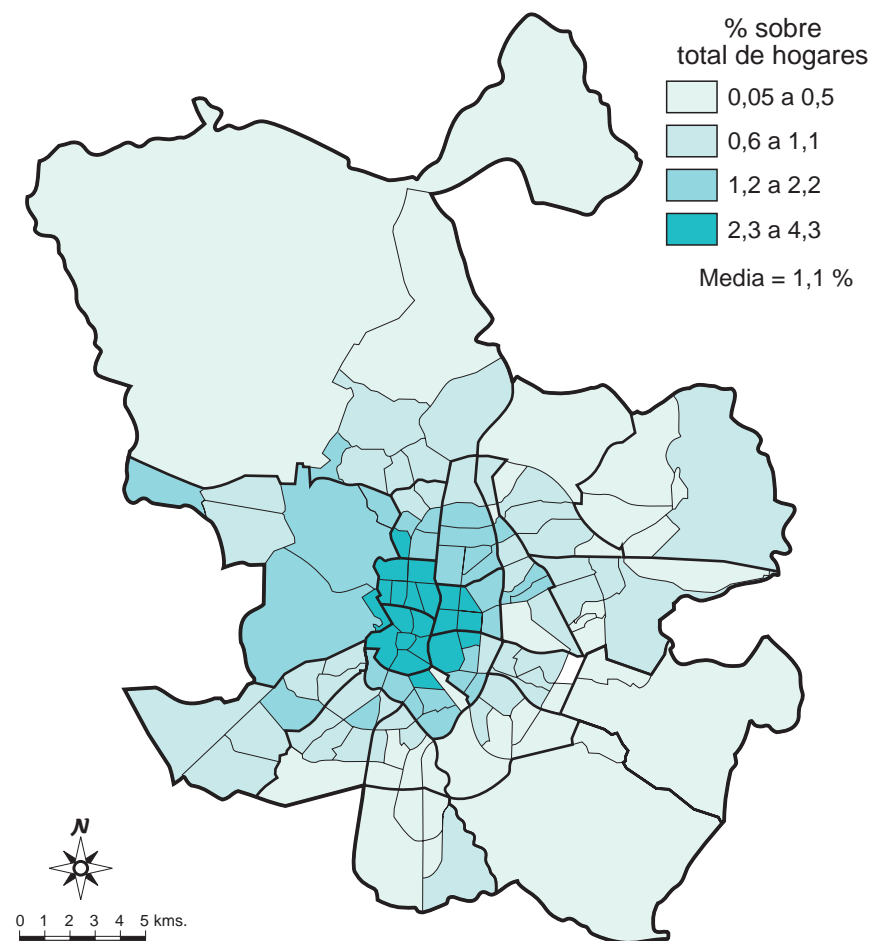 % sobre
total de hogares
0,05 a 0,5
0,6 a 1,1
1,2 a 2,2
2,3 a 4,3
Media = 1,1 %
N
0 1 2 3 4 5 kms.